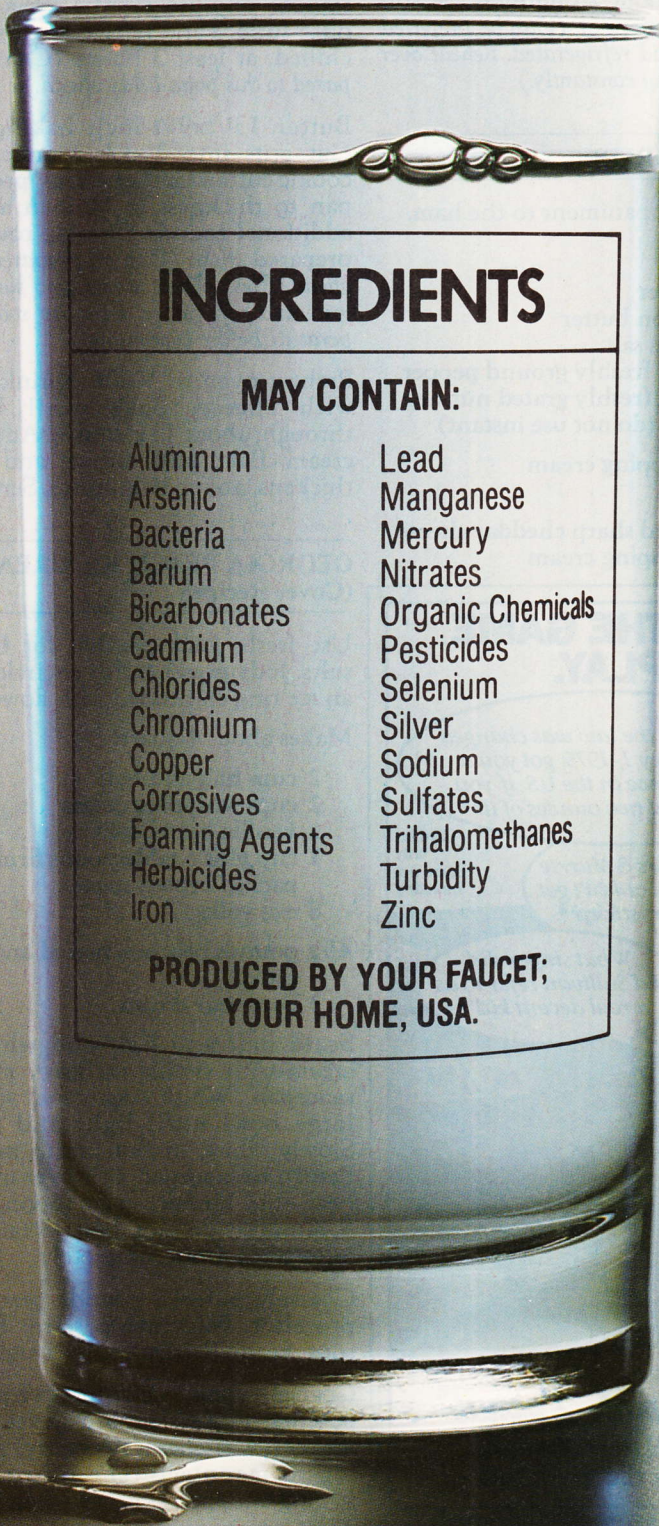 INGREDIENTS
MAY CONTAIN:
Aluminum
Arsenic
Bacteria
Barium
Bicarbonates
Cadmium
Chlorides
Chromium
Copper
Corrosives
Foaming Agents
Herbicides
Iron
Lead
Manganese
Mercury
Nitrates
Organic Chemicals
Pesticides
Selenium
Silver
Sodium
Sulfates
Trihalomethanes
Turbidity
Zinc
PRODUCED BY YOUR FAUCET;
YOUR HOME, USA.